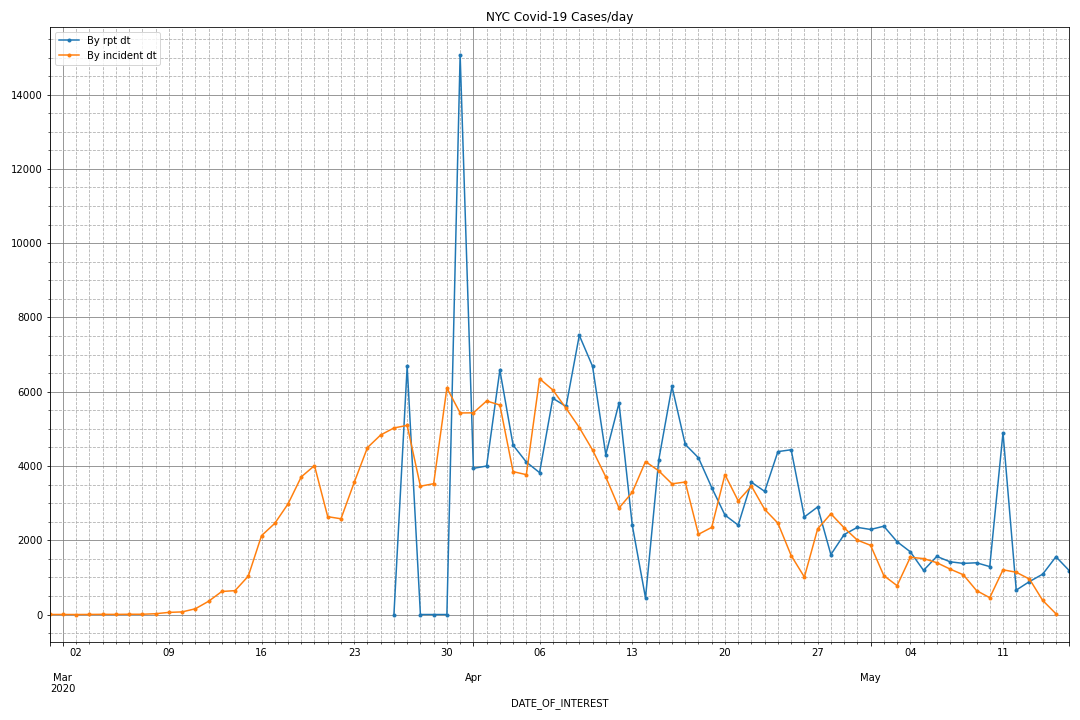 NYC Covid-19 Cases/day
By rpt dt
By incident dt
14000
12000
10000
8000
6000
4000
2000
0
02 09 16 23 30 06 13 20 27 04 11
Mar Apr May
2020
DATE_OF_INTEREST